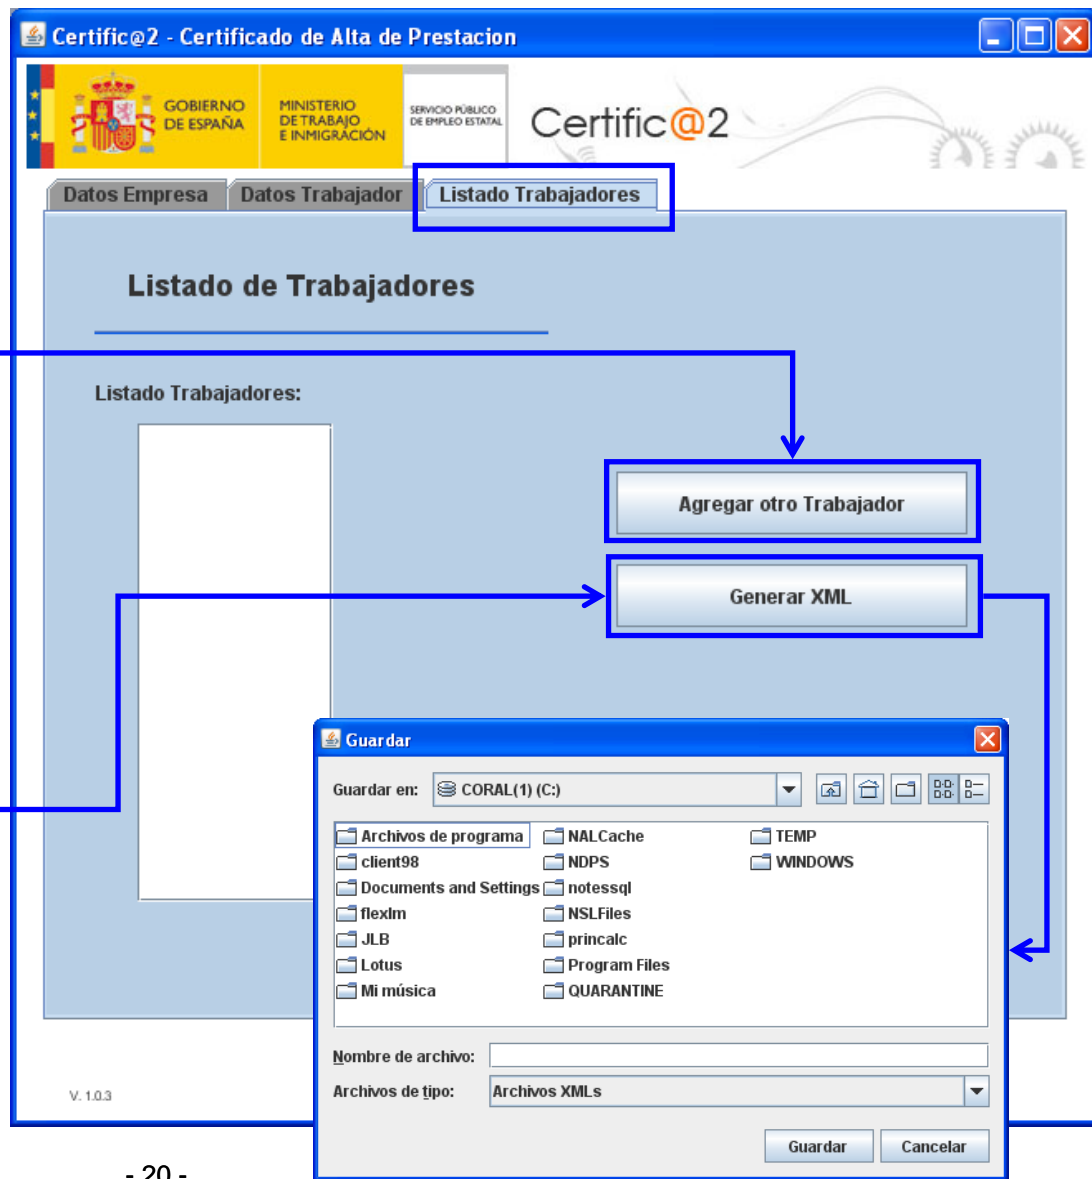 Certific@2 - Certificado de Alta de Prestacion
GOBIERNO
DE ESPAÑA
MINISTERIO
DE TRABAJO
E INMIGRACIÓN
SERVICIO PÚBLICO
DE EMPLEO ESTATAL
Certific@2
Datos Empresa
Datos Trabajador
Listado Trabajadores
Listado de Trabajadores
Listado Trabajadores:
Agregar otro Trabajador
Generar XML
Guardar
Guardar en: CORAL(1) (C:)
Archivos de programa NALCache TEMP
client98 NDPS WINDOWS
Documents and Settings notessql
flexlm NSLFiles
JLB princalc
Lotus Program Files
Mi música QUARANTINE
Nombre de archivo:
Archivos de tipo: Archivos XMLs
Guardar Cancelar
V. 1.0.3
- 20 -